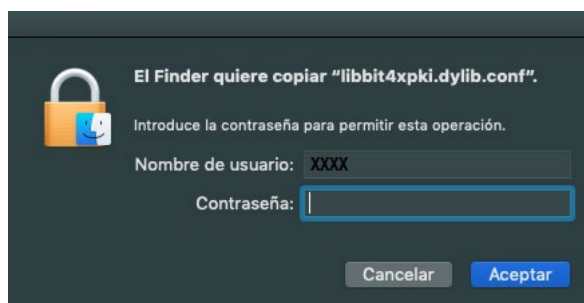 El Finder quiere copiar “libbit4xpki.dylib.conf”.
Introduce la contraseña para permitir esta operación.
Nombre de usuario: XXXX
Contraseña:
Cancelar Aceptar